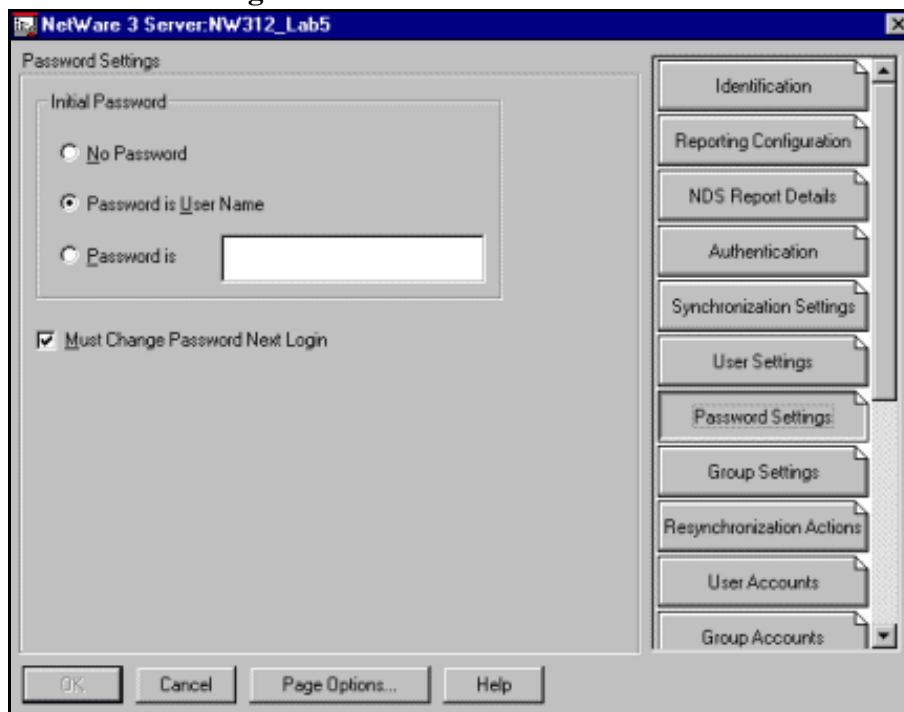 NetWare 3 Server:NW312_Lab5
Password Settings
Initial Password
No Password
Password is User Name
Password is
Must Change Password Next Login
Identification
Reporting Configuration
NDS Report Details
Authentication
Synchronization Settings
User Settings
Password Settings
Group Settings
Resynchronization Actions
User Accounts
Group Accounts
OK
Cancel
Page Options...
Help